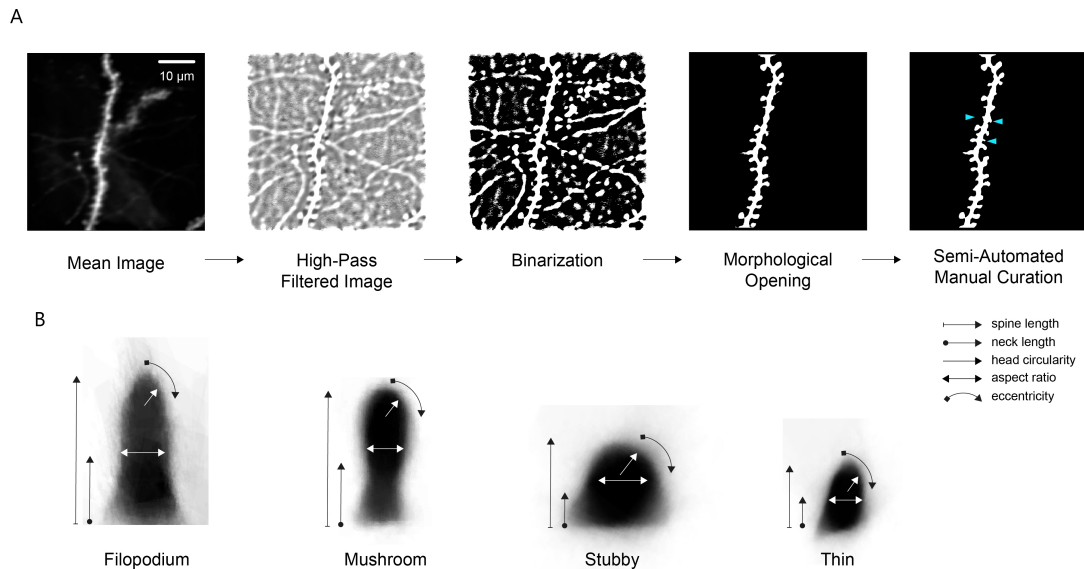 A
10 µm
Mean Image
High-Pass
Filtered Image
Binarization
Morphological
Opening
Semi-Automated
Manual Curation
B
spine length
neck length
head circularity
aspect ratio
eccentricity
Filopodium
Mushroom
Stubby
Thin